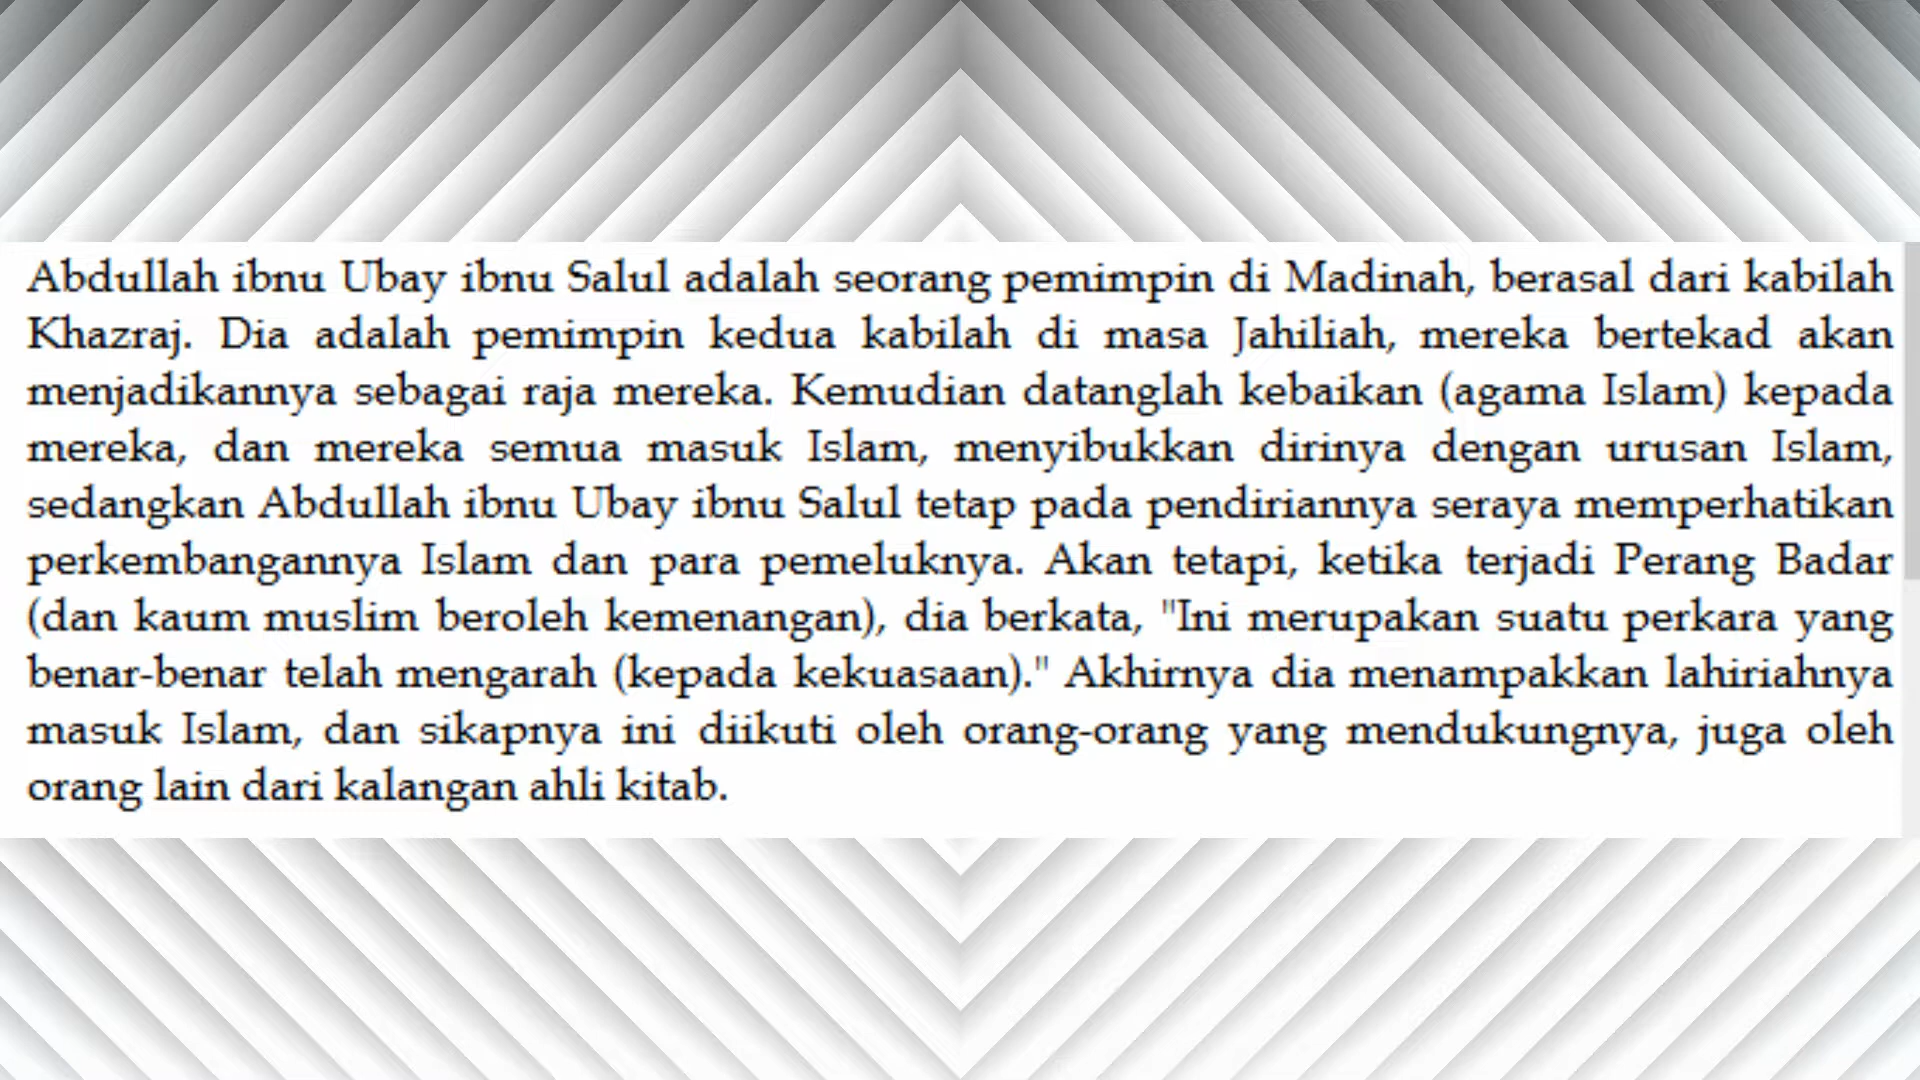 Abdullah ibnu Ubay ibnu Salul adalah seorang pemimpin di Madinah, berasal dari kabilah
Khazraj. Dia adalah pemimpin kedua kabilah di masa Jahiliah, mereka bertekad akan
menjadikannya sebagai raja mereka. Kemudian datanglah kebaikan (agama Islam) kepada
mereka, dan mereka semua masuk Islam, menyibukkan dirinya dengan urusan Islam,
sedangkan Abdullah ibnu Ubay ibnu Salul tetap pada pendiriannya seraya memperhatikan
perkembangannya Islam dan para pemeluknya. Akan tetapi, ketika terjadi Perang Badar
(dan kaum muslim beroleh kemenangan), dia berkata, "Ini merupakan suatu perkara yang
benar-benar telah mengarah (kepada kekuasaan)." Akhirnya dia menampakkan lahiriahnya
masuk Islam, dan sikapnya ini diikuti oleh orang-orang yang mendukungnya, juga oleh
orang lain dari kalangan ahli kitab.